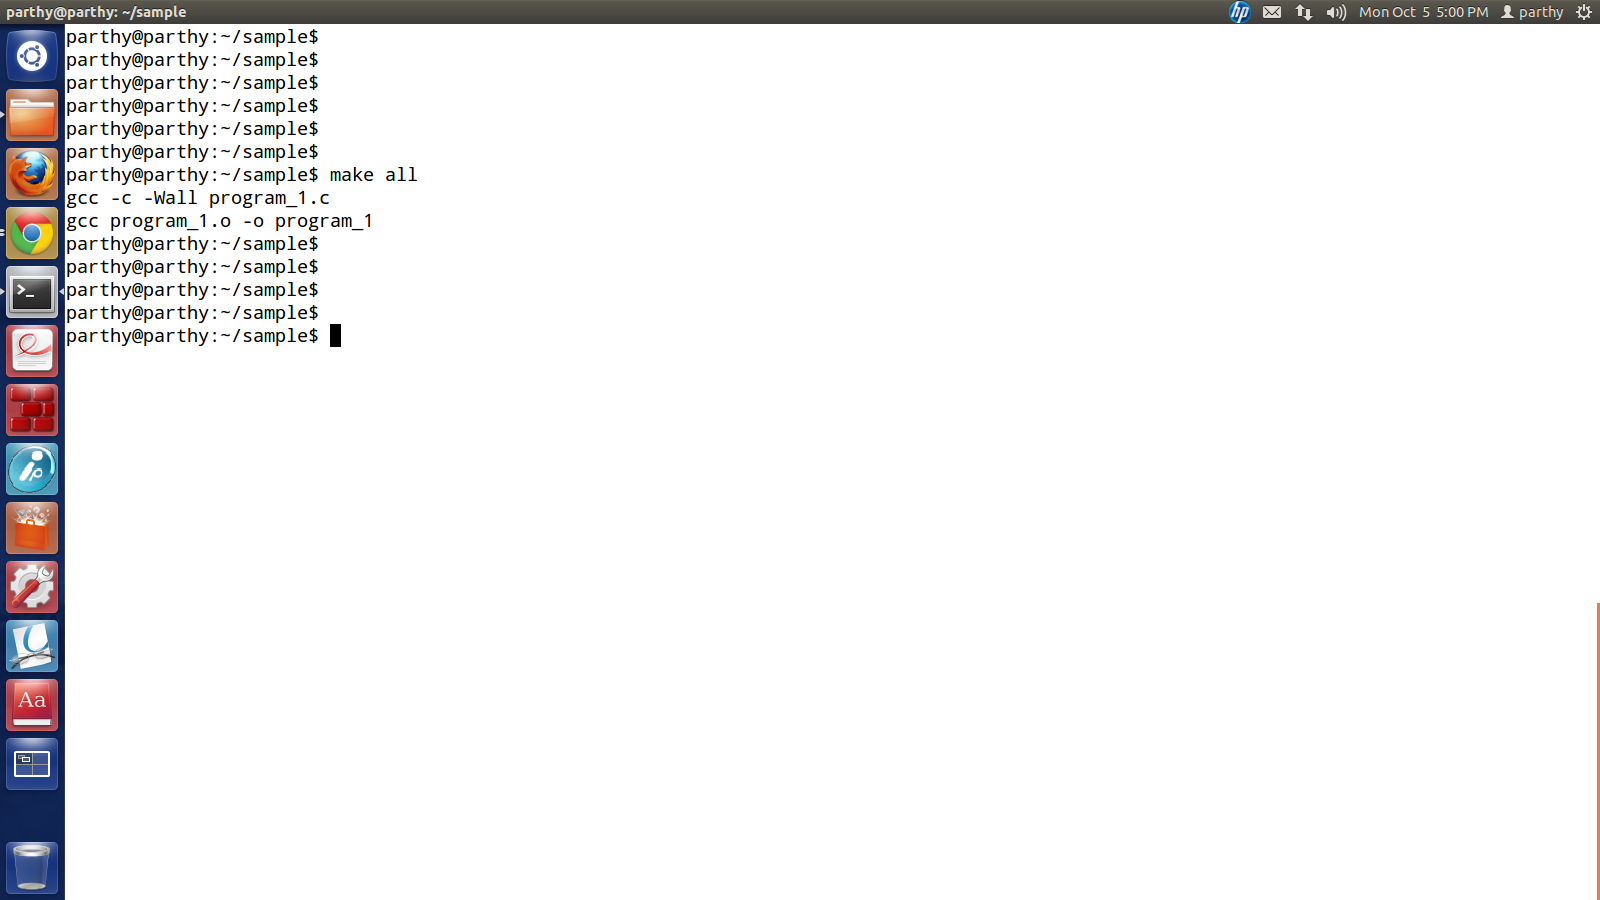 parthy@parthy: ~/sample
hp
Mon Oct 5 5:00 PM
parthy
parthy@parthy:~/sample$
parthy@parthy:~/sample$
parthy@parthy:~/sample$
parthy@parthy:~/sample$
parthy@parthy:~/sample$
parthy@parthy:~/sample$
parthy@parthy:~/sample$ make all
gcc -c -Wall program_1.c
gcc program_1.o -o program_1
parthy@parthy:~/sample$
parthy@parthy:~/sample$
parthy@parthy:~/sample$
parthy@parthy:~/sample$
parthy@parthy:~/sample$
>_
ip
Aa